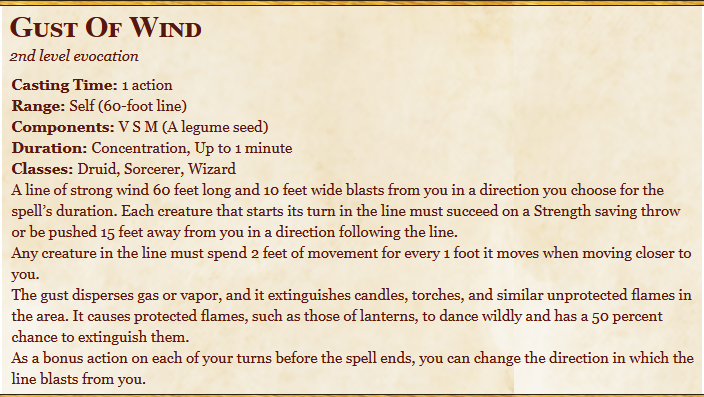 Gust Of Wind
2nd level evocation
Casting Time: 1 action
Range: Self (60-foot line)
Components: V S M (A legume seed)
Duration: Concentration, Up to 1 minute
Classes: Druid, Sorcerer, Wizard
A line of strong wind 60 feet long and 10 feet wide blasts from you in a direction you choose for the
spell’s duration. Each creature that starts its turn in the line must succeed on a Strength saving throw
or be pushed 15 feet away from you in a direction following the line.
Any creature in the line must spend 2 feet of movement for every 1 foot it moves when moving closer to
you.
The gust disperses gas or vapor, and it extinguishes candles, torches, and similar unprotected flames in
the area. It causes protected flames, such as those of lanterns, to dance wildly and has a 50 percent
chance to extinguish them.
As a bonus action on each of your turns before the spell ends, you can change the direction in which the
line blasts from you.